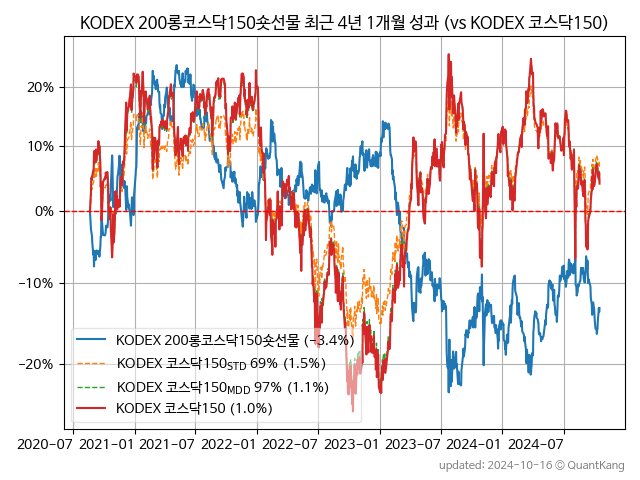 KODEX 200롱코스닥150숏선물 최근 4년 1개월 성과 (vs KODEX 코스닥150)
20%
10%
0%
−10%
−20%
KODEX 200롱코스닥150숏선물 (-3.4%)
KODEX 코스닥150STD 69% (1.5%)
KODEX 코스닥150MDD 97% (1.1%)
KODEX 코스닥150 (1.0%)
2020-07 2021-01 2021-07 2022-01 2022-07 2023-01 2023-07 2024-01 2024-07
updated: 2024-10-16 © QuantKang